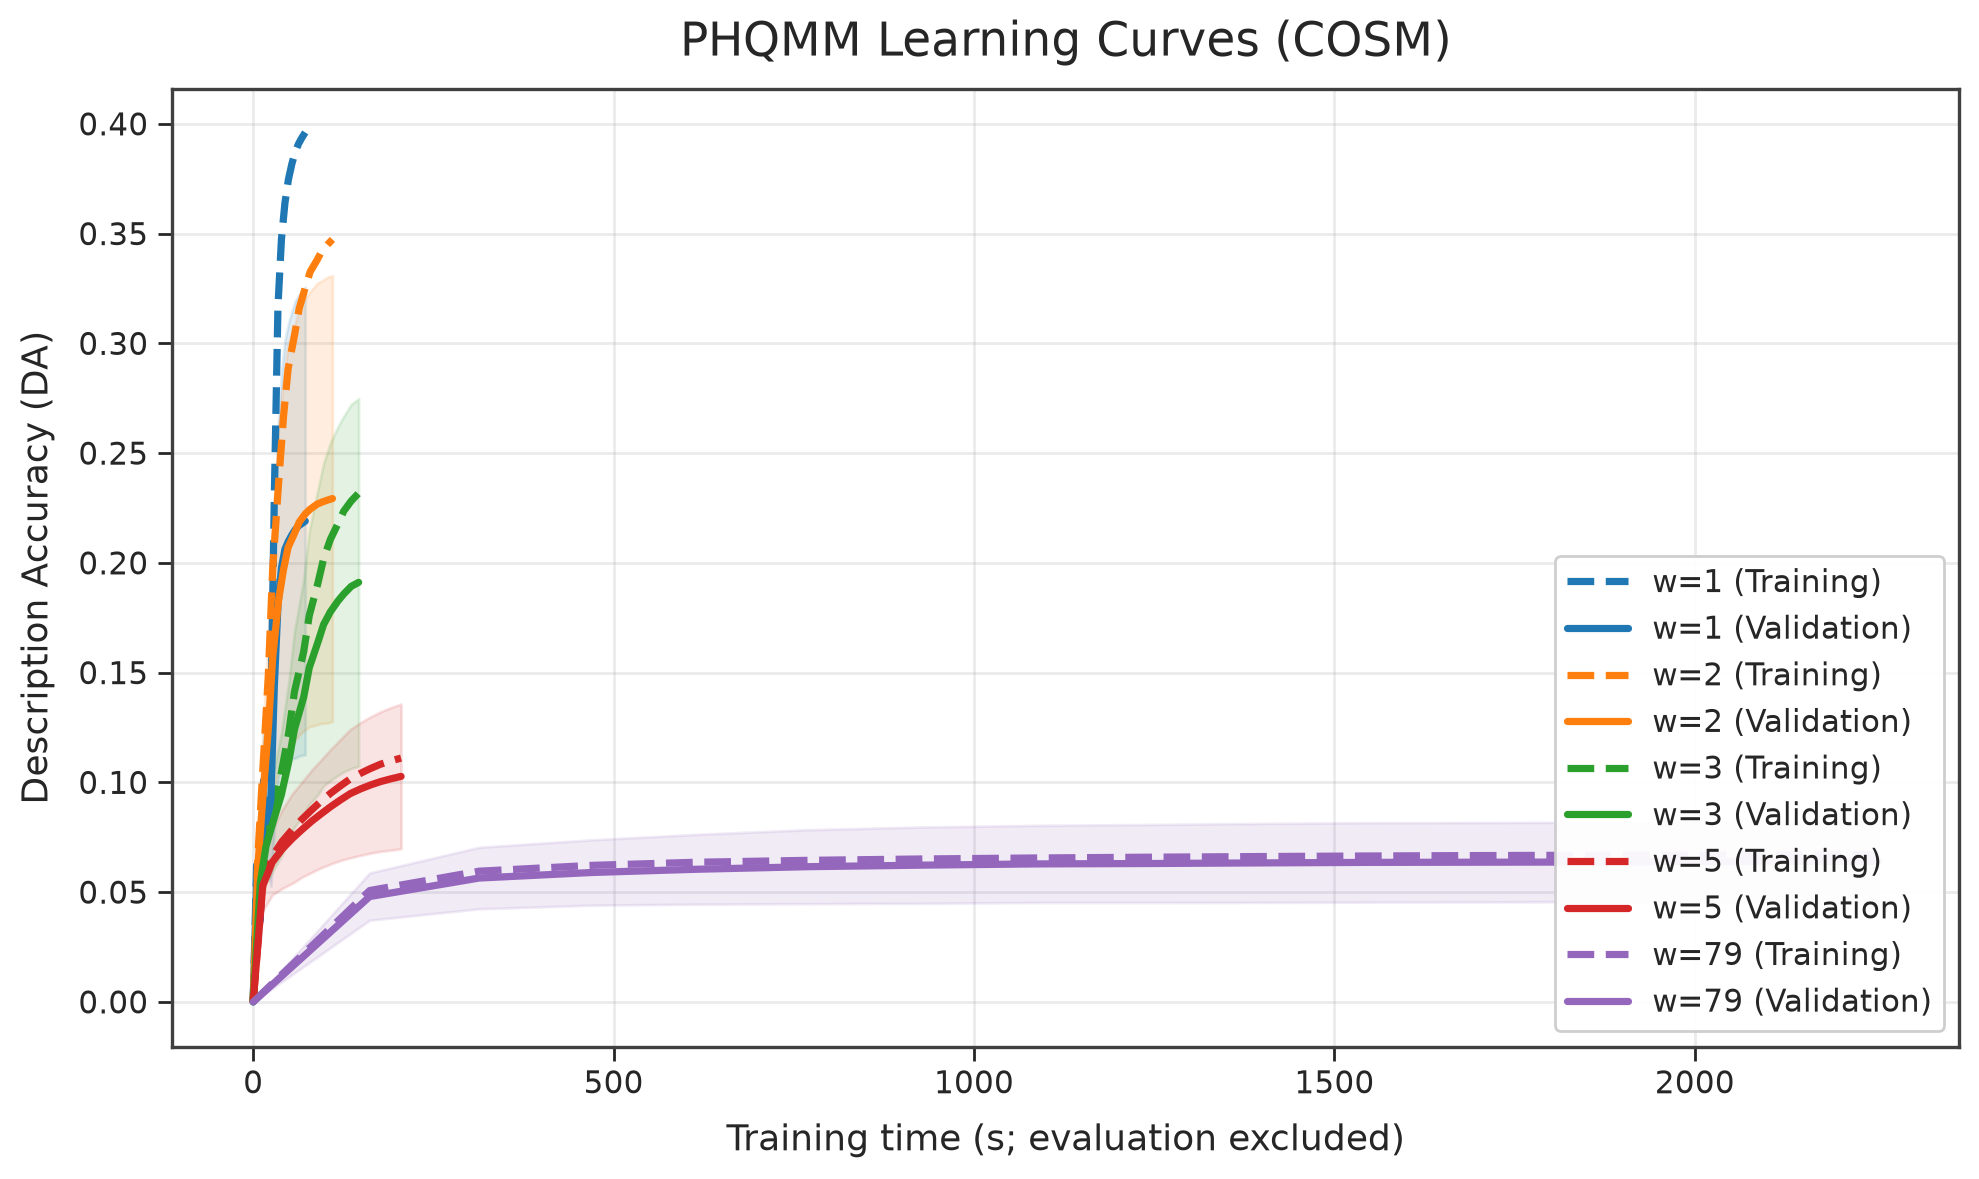 PHQMM Learning Curves (COSM)
Description Accuracy (DA)
0.40
0.35
0.30
0.25
0.20
0.15
0.10
0.05
0.00
w=1 (Training)
w=1 (Validation)
w=2 (Training)
w=2 (Validation)
w=3 (Training)
w=3 (Validation)
w=5 (Training)
w=5 (Validation)
w=79 (Training)
w=79 (Validation)
0 500 1000 1500 2000
Training time (s; evaluation excluded)